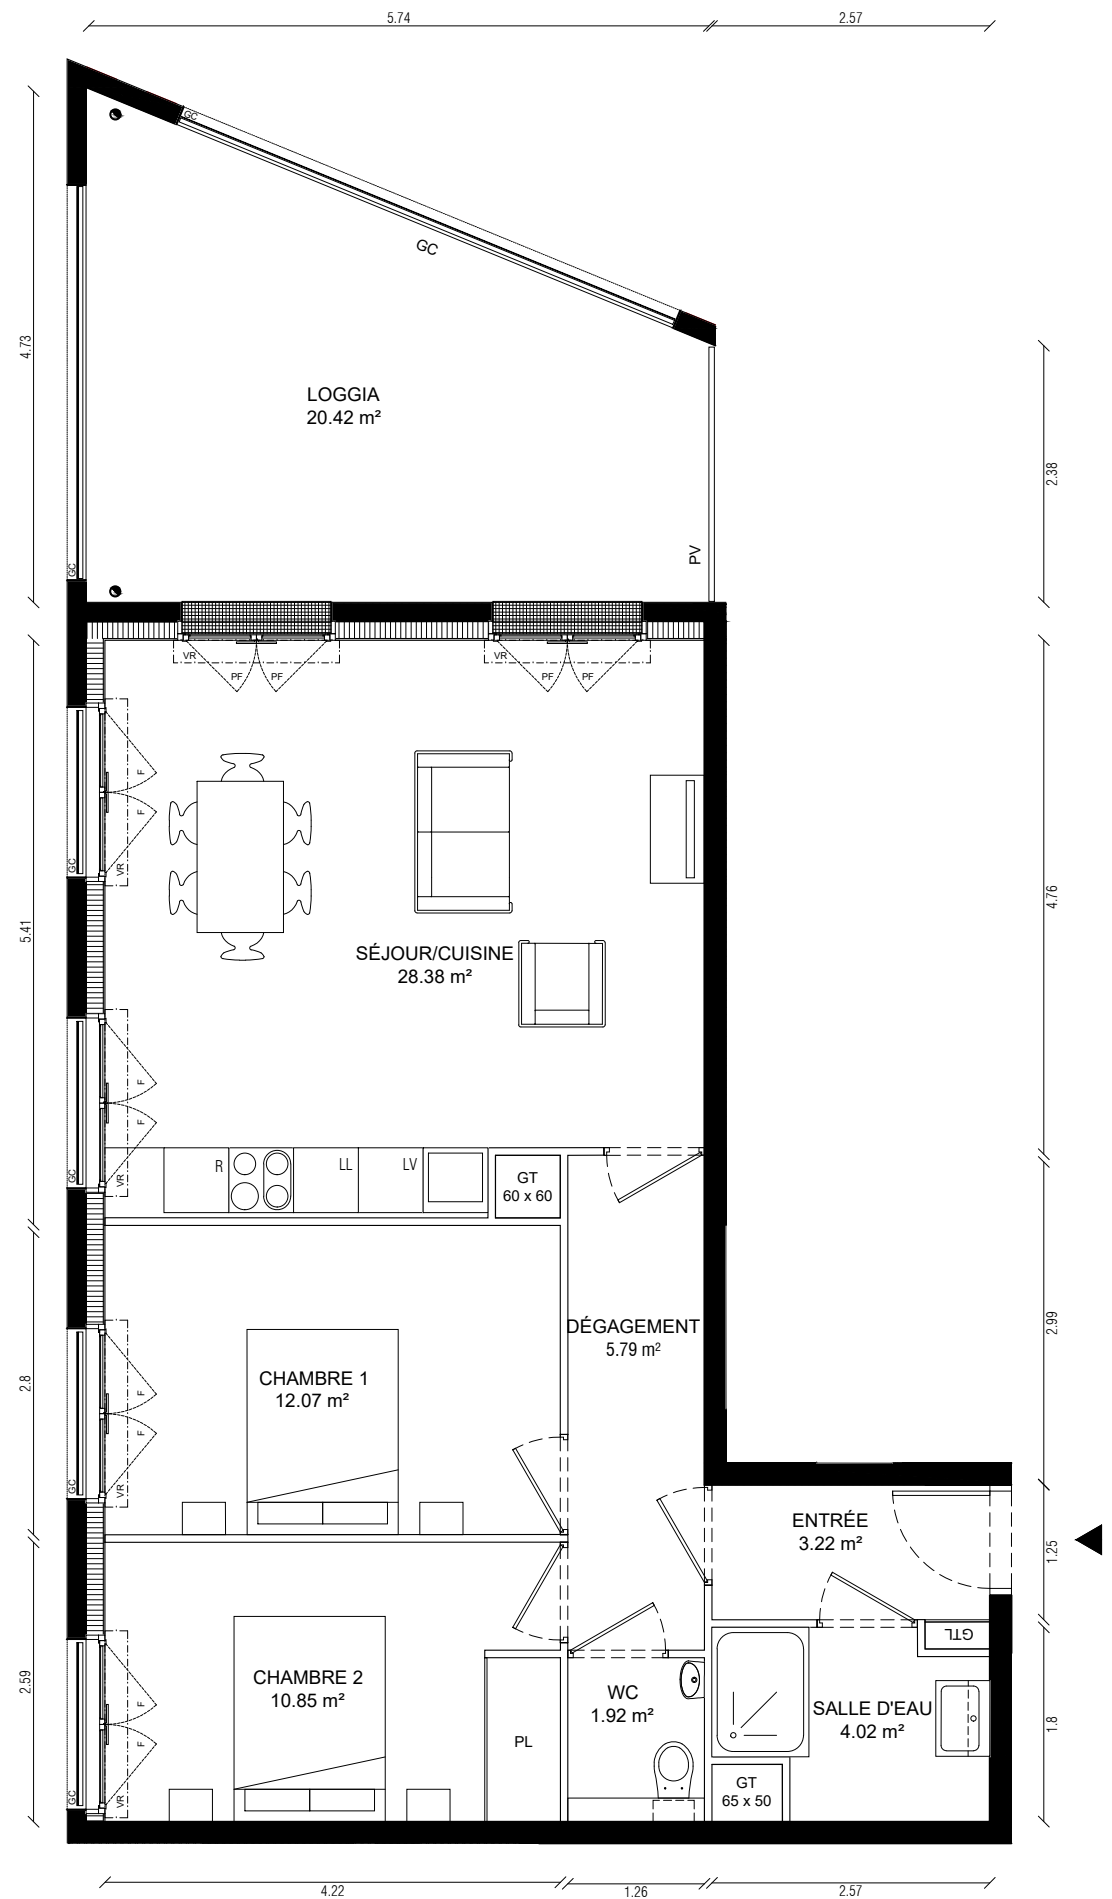 5.74
2.57
GC
GC
4.73
LOGGIA
20.42 m²
2.38
PV
GC
VR
PF
PF
VR
PF
PF
F
F
GC
VR
4.76
5.41
SÉJOUR/CUISINE
28.38 m²
F
F
GC
VR
R
LL
LV
GT
60 x 60
DÉGAGEMENT
5.79 m²
2.99
2.8
CHAMBRE 1
12.07 m²
F
F
GC
VR
ENTRÉE
3.22 m²
1.25
GTL
2.59
CHAMBRE 2
10.85 m²
WC
1.92 m²
SALLE D'EAU
4.02 m²
1.8
F
F
PL
GC
VR
GT
65 x 50
4.22
1.26
2.57